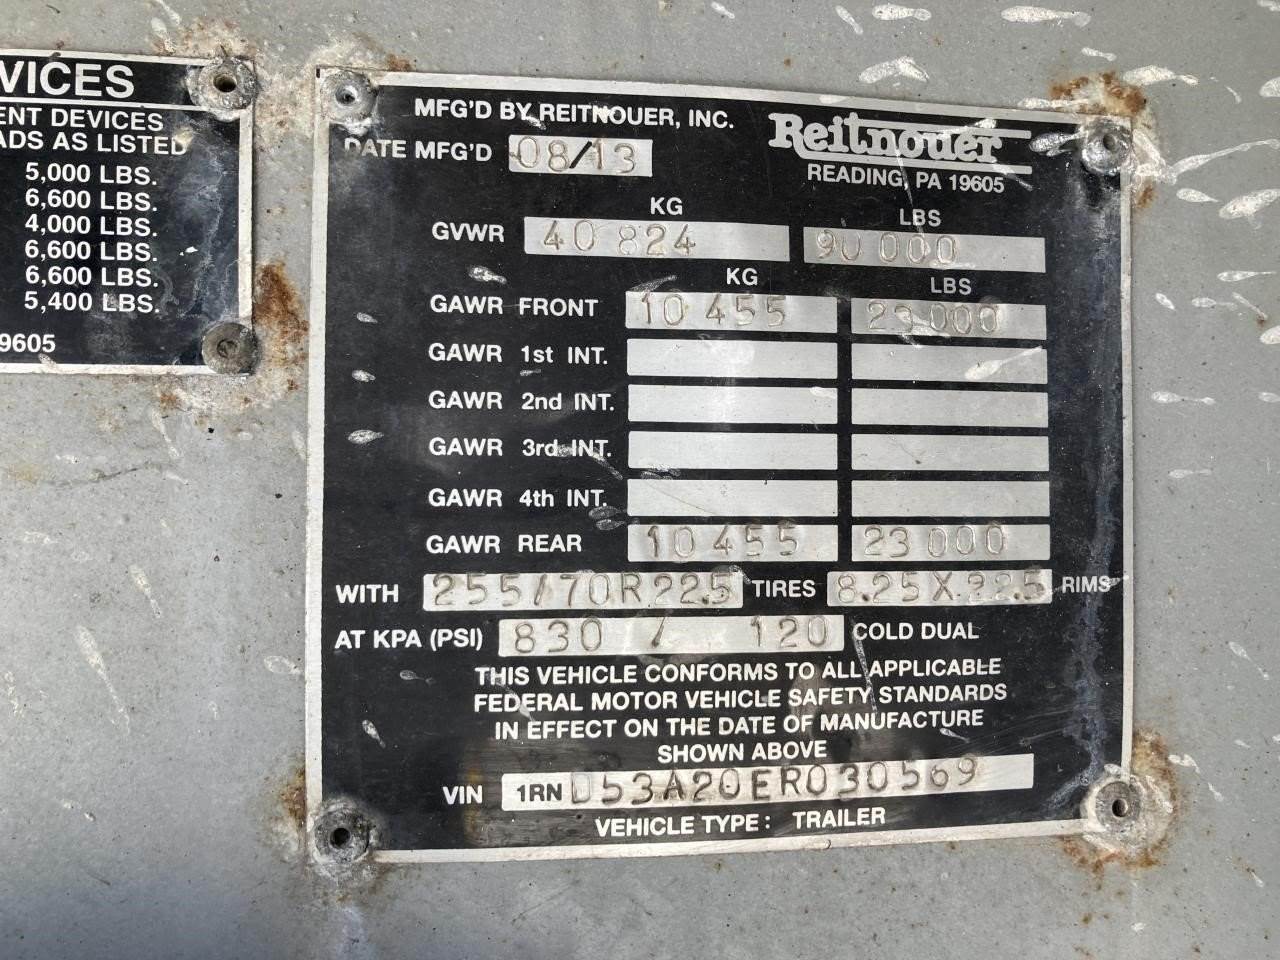 VICES
ENT DEVICES
ADS AS LISTED
5,000 LBS.
6,600 LBS.
4,000 LBS.
6,600 LBS.
6,600 LBS.
5,400 LBS.
9605
MFG'D BY REITNOUER, INC.
Reitnouer
DATE MFG'D 08/13
READING, PA 19605
KG LBS
GVWR 40 824 90 000
KG LBS
GAWR FRONT 10 455 23 000
GAWR 1st INT.
GAWR 2nd INT.
GAWR 3rd INT.
GAWR 4th INT.
GAWR REAR 10 455 23 000
WITH 255/70R22.5 TIRES 8.25X22.5 RIMS
AT KPA (PSI) 830 / 120 COLD DUAL
THIS VEHICLE CONFORMS TO ALL APPLICABLE
FEDERAL MOTOR VEHICLE SAFETY STANDARDS
IN EFFECT ON THE DATE OF MANUFACTURE
SHOWN ABOVE
VIN 1RN D53A20ER030569
VEHICLE TYPE: TRAILER